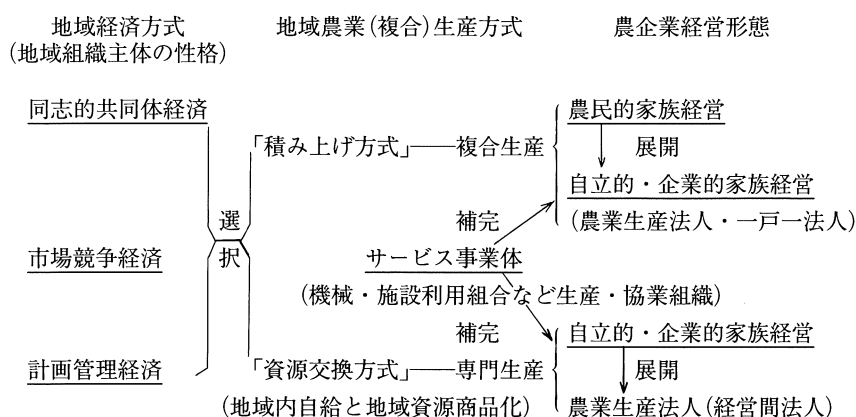 地域経済方式 地域農業(複合)生産方式 農企業経営形態
(地域組織主体の性格)
同志的共同体経済 農民的家族経営
「積み上げ方式」──複合生産 展開
自立的・企業的家族経営
選 補完 (農業生産法人・一戸一法人)
市場競争経済 択 サービス事業体
(機械・施設利用組合など生産・協業組織)
補完 自立的・企業的家族経営
計画管理経済 「資源交換方式」──専門生産 展開
(地域内自給と地域資源商品化) 農業生産法人(経営間法人)